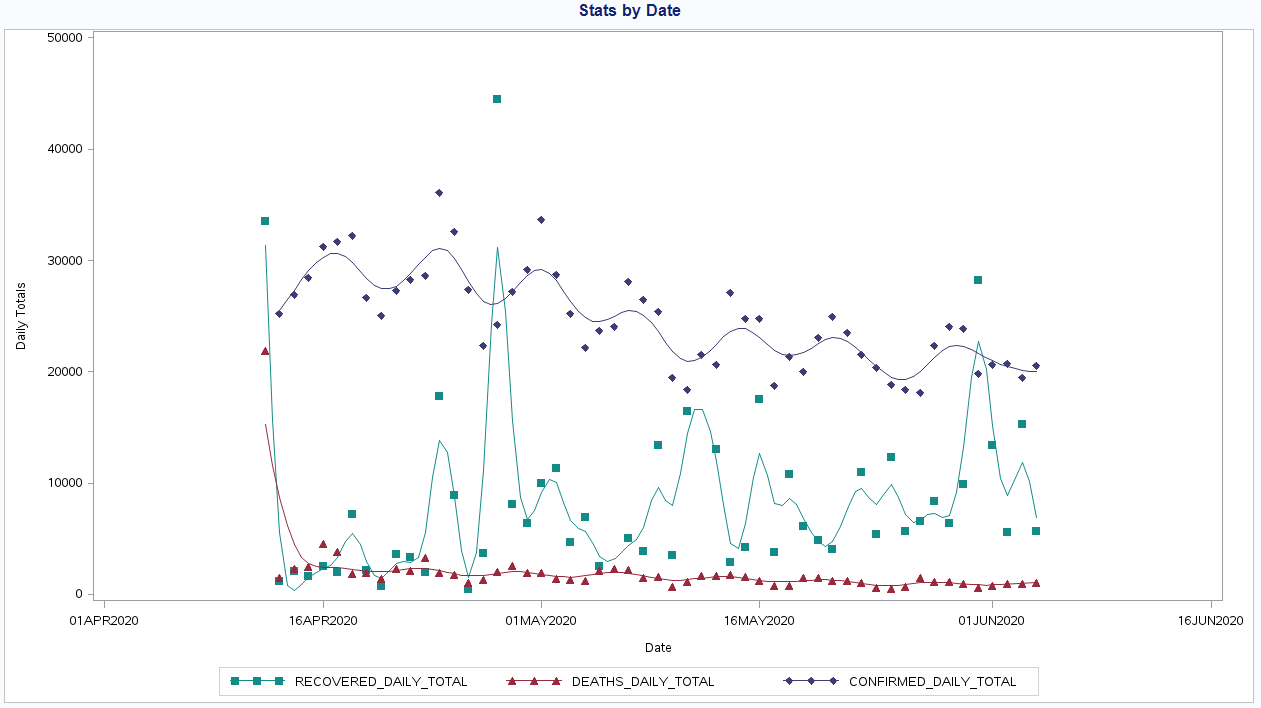 Stats by Date
50000
40000
30000
20000
10000
0
Daily Totals
01APR2020 16APR2020 01MAY2020 16MAY2020 01JUN2020 16JUN2020
Date
RECOVERED_DAILY_TOTAL DEATHS_DAILY_TOTAL CONFIRMED_DAILY_TOTAL